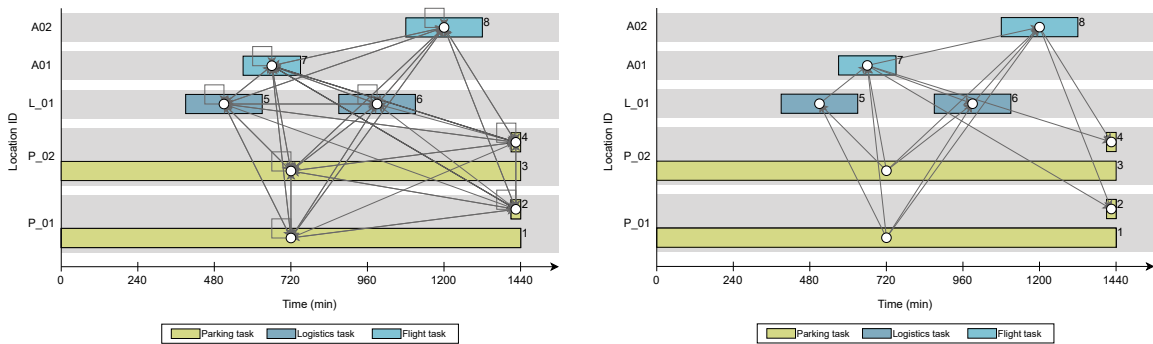 A02
A01
L_01
P_02
P_01
Location ID
8
7
5
6
4
3
2
1
0
240
480
720
960
1200
1440
Time (min)
Parking task
Logistics task
Flight task
A02
A01
L_01
P_02
P_01
Location ID
8
7
5
6
4
3
2
1
0
240
480
720
960
1200
1440
Time (min)
Parking task
Logistics task
Flight task